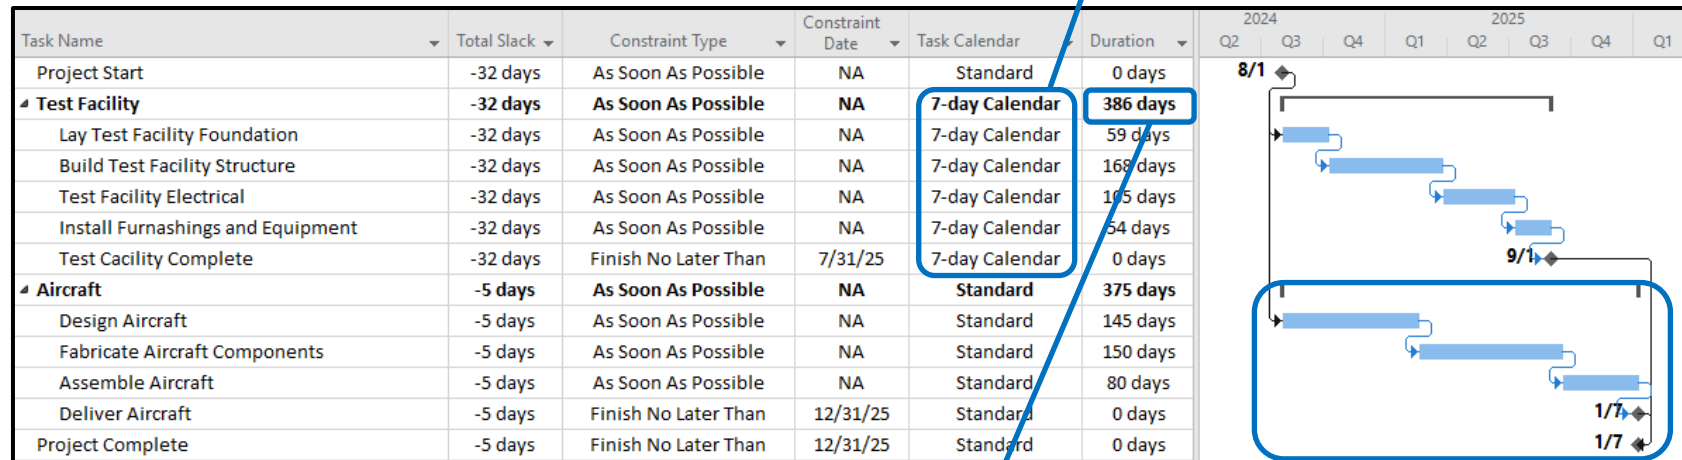 Constraint 2024 2025
Task Name Total Slack Constraint Type Date Task Calendar Duration Q2 Q3 Q4 Q1 Q2 Q3 Q4 Q1
Project Start -32 days As Soon As Possible NA Standard 0 days 8/1
Test Facility -32 days As Soon As Possible NA 7-day Calendar 386 days
Lay Test Facility Foundation -32 days As Soon As Possible NA 7-day Calendar 59 days
Build Test Facility Structure -32 days As Soon As Possible NA 7-day Calendar 168 days
Test Facility Electrical -32 days As Soon As Possible NA 7-day Calendar 105 days
Install Furnashings and Equipment -32 days As Soon As Possible NA 7-day Calendar 54 days
Test Cacility Complete -32 days Finish No Later Than 7/31/25 7-day Calendar 0 days 9/1
Aircraft -5 days As Soon As Possible NA Standard 375 days
Design Aircraft -5 days As Soon As Possible NA Standard 145 days
Fabricate Aircraft Components -5 days As Soon As Possible NA Standard 150 days
Assemble Aircraft -5 days As Soon As Possible NA Standard 80 days
Deliver Aircraft -5 days Finish No Later Than 12/31/25 Standard 0 days 1/7
Project Complete -5 days Finish No Later Than 12/31/25 Standard 0 days 1/7